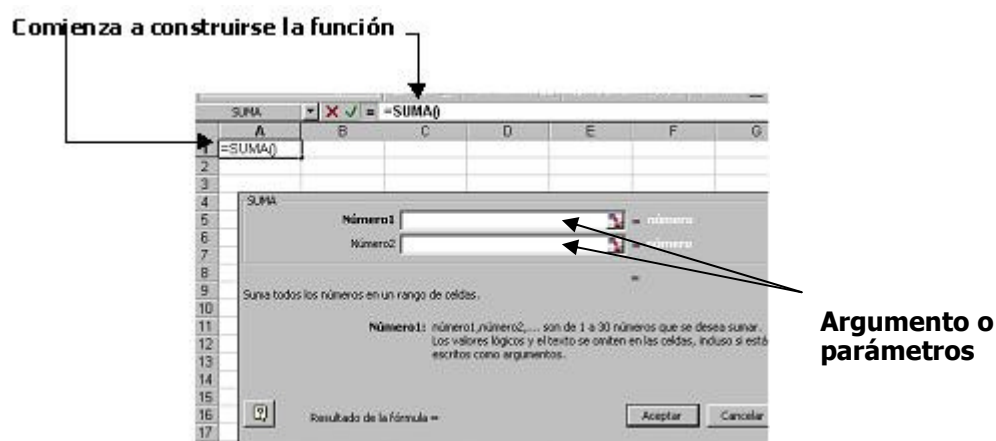 Comienza a construirse la función
SUMA = =SUMA()
A B C D E F G
1 =SUMA()
2
3
4 SUMA
5 Número1 = número
6 Número2 = número
7
8 =
9 Suma todos los números en un rango de celdas.
10
11 Número1: número1,número2,... son de 1 a 30 números que se desea sumar.
12 Los valores lógicos y el texto se omiten en las celdas, incluso si está
13 escritos como argumentos.
14
15
16 Resultado de la fórmula = Aceptar Cancelar
17
Argumento o
parámetros